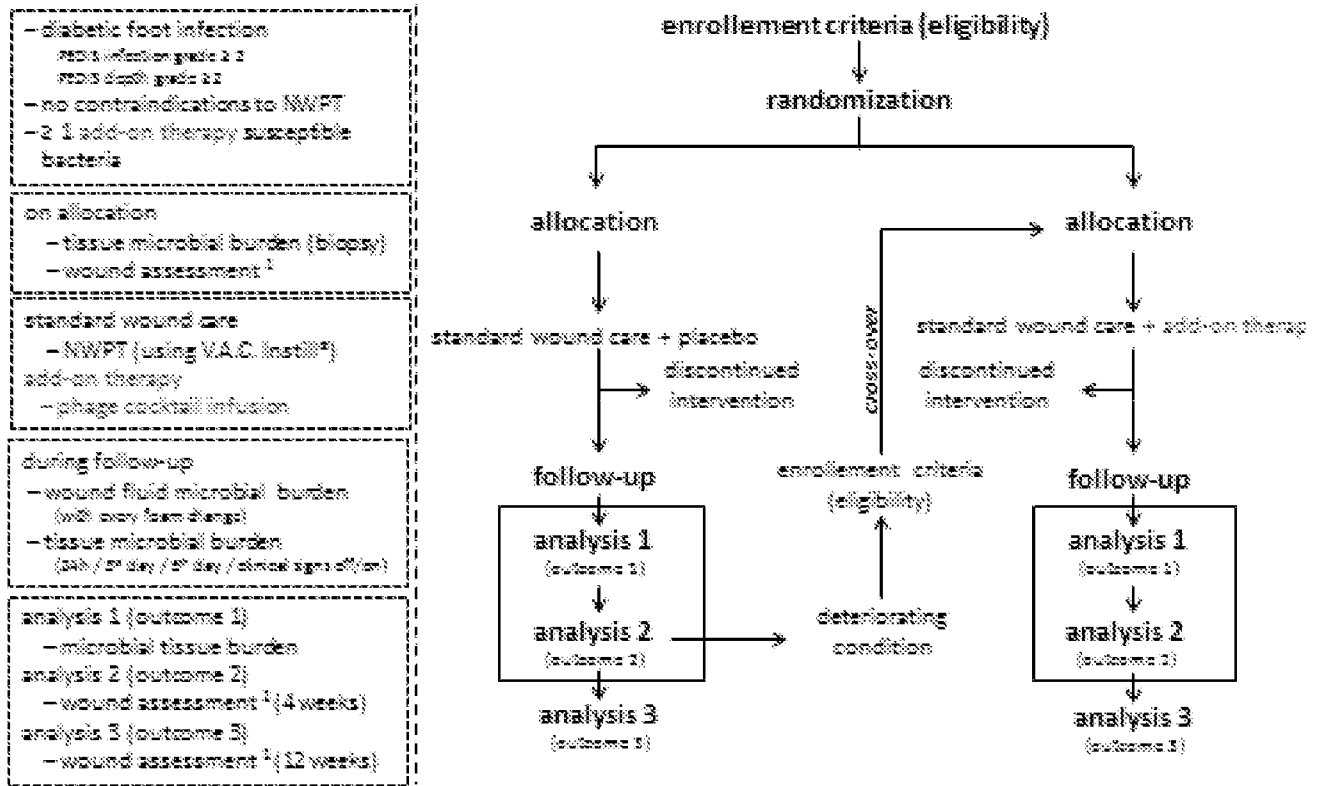 – diabetic foot infection
PEDIS infection grade ≥ 2
PEDIS depth grade ≥ 2
– no contraindications to NWPT
– ≥ 1 add-on therapy susceptible
bacteria
on allocation
– tissue microbial burden (biopsy)
– wound assessment ¹
standard wound care
– NWPT (using V.A.C. Instill®)
add-on therapy
– phage cocktail infusion
during follow-up
– wound fluid microbial burden
(with every foam change)
– tissue microbial burden
(24h / day / day / clinical signs off/on)
analysis 1 (outcome 1)
– microbial tissue burden
analysis 2 (outcome 2)
– wound assessment ¹ (4 weeks)
analysis 3 (outcome 3)
– wound assessment ¹ (12 weeks)
enrollement criteria (eligibility)
randomization
allocation
standard wound care + placebo
discontinued
intervention
follow-up
analysis 1
(outcome 1)
analysis 2
(outcome 2)
analysis 3
(outcome 3)
deteriorating
condition
enrollement criteria
(eligibility)
cross-over
allocation
standard wound care + add-on therap
discontinued
intervention
follow-up
analysis 1
(outcome 1)
analysis 2
(outcome 2)
analysis 3
(outcome 3)